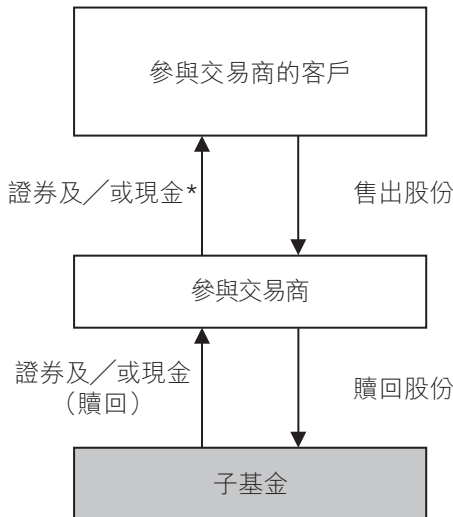 參與交易商的客戶
證券及／或現金*
售出股份
參與交易商
證券及／或現金
（贖回）
贖回股份
子基金